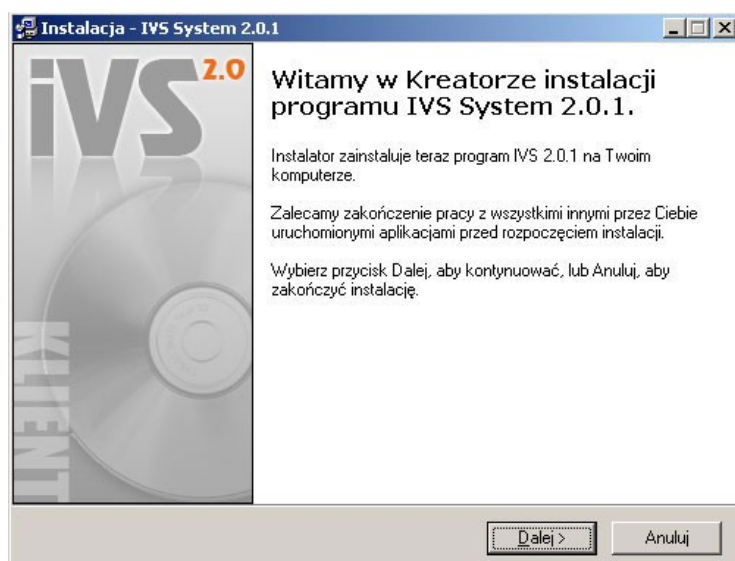 Instalacja - IVS System 2.0.1
iVS 2.0
KLIENT
Witamy w Kreatorze instalacji
programu IVS System 2.0.1.
Instalator zainstaluje teraz program IVS 2.0.1 na Twoim
komputerze.
Zalecamy zakończenie pracy z wszystkimi innymi przez Ciebie
uruchomionymi aplikacjami przed rozpoczęciem instalacji.
Wybierz przycisk Dalej, aby kontynuować, lub Anuluj, aby
zakończyć instalację.
Dalej >
Anuluj